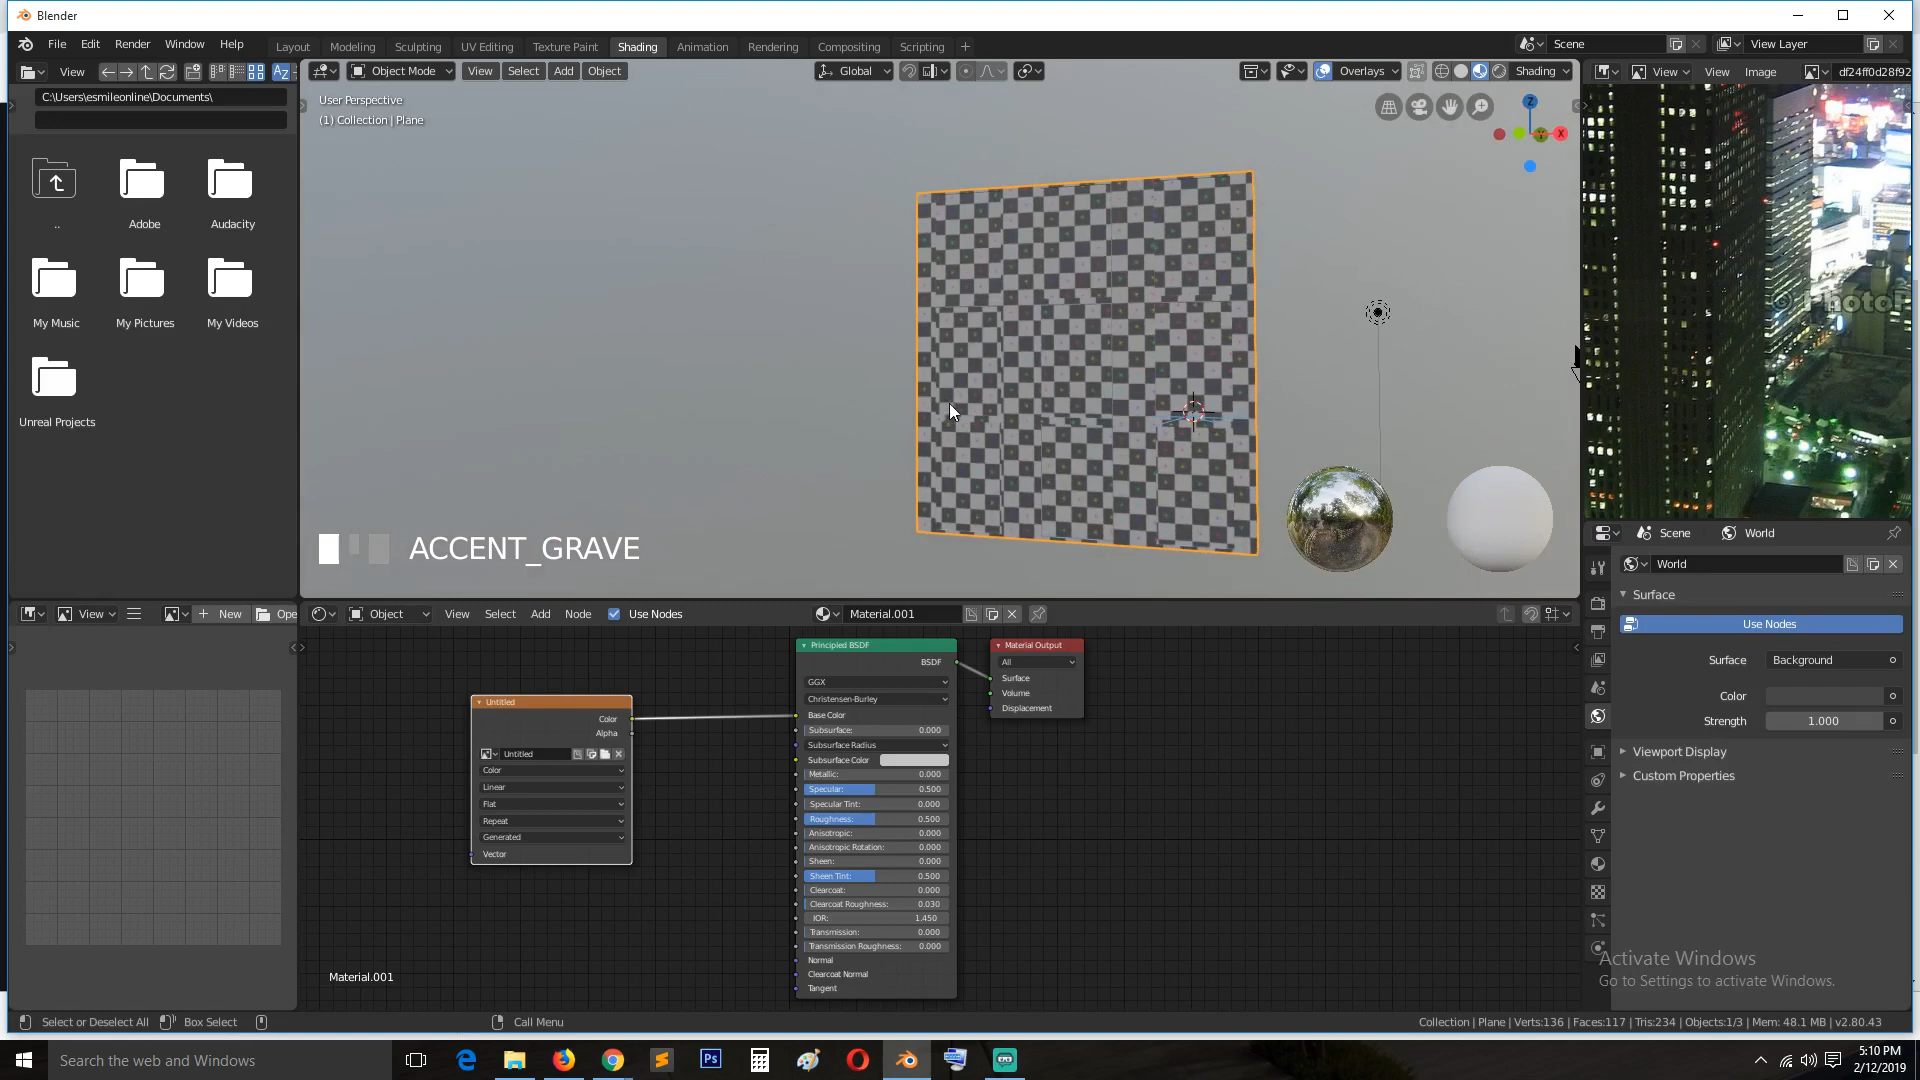 Blender
File Edit Render Window Help
Layout Modeling Sculpting UV Editing Texture Paint Shading Animation Rendering Compositing Scripting +
Scene View Layer
View
Object Mode View Select Add Object
Global
Overlays Shading
View View Image df24ff0d28f92
C:\Users\esmileonline\Documents\
User Perspective
(1) Collection | Plane
Z
X
Y
..
Adobe
Audacity
My Music
My Pictures
My Videos
Unreal Projects
ACCENT_GRAVE
Scene World
World
Surface
Use Nodes
Surface Background
Color
Strength 1.000
Viewport Display
Custom Properties
View New Ope
Object View Select Add Node Use Nodes
Material.001
Untitled
Color
Alpha
Untitled
Color
Linear
Flat
Repeat
Generated
Vector
Principled BSDF
BSDF
GGX
Christensen-Burley
Base Color
Subsurface: 0.000
Subsurface Radius
Subsurface Color
Metallic: 0.000
Specular: 0.500
Specular Tint: 0.000
Roughness: 0.500
Anisotropic: 0.000
Anisotropic Rotation: 0.000
Sheen: 0.000
Sheen Tint: 0.500
Clearcoat: 0.000
Clearcoat Roughness: 0.030
IOR: 1.450
Transmission: 0.000
Transmission Roughness: 0.000
Normal
Clearcoat Normal
Tangent
Material Output
All
Surface
Volume
Displacement
Material.001
Activate Windows
Go to Settings to activate Windows.
Select or Deselect All Box Select Call Menu
Collection | Plane | Verts:136 | Faces:117 | Tris:234 | Objects:1/3 | Mem: 48.1 MB | v2.80.43
Search the web and Windows
5:10 PM
2/12/2019